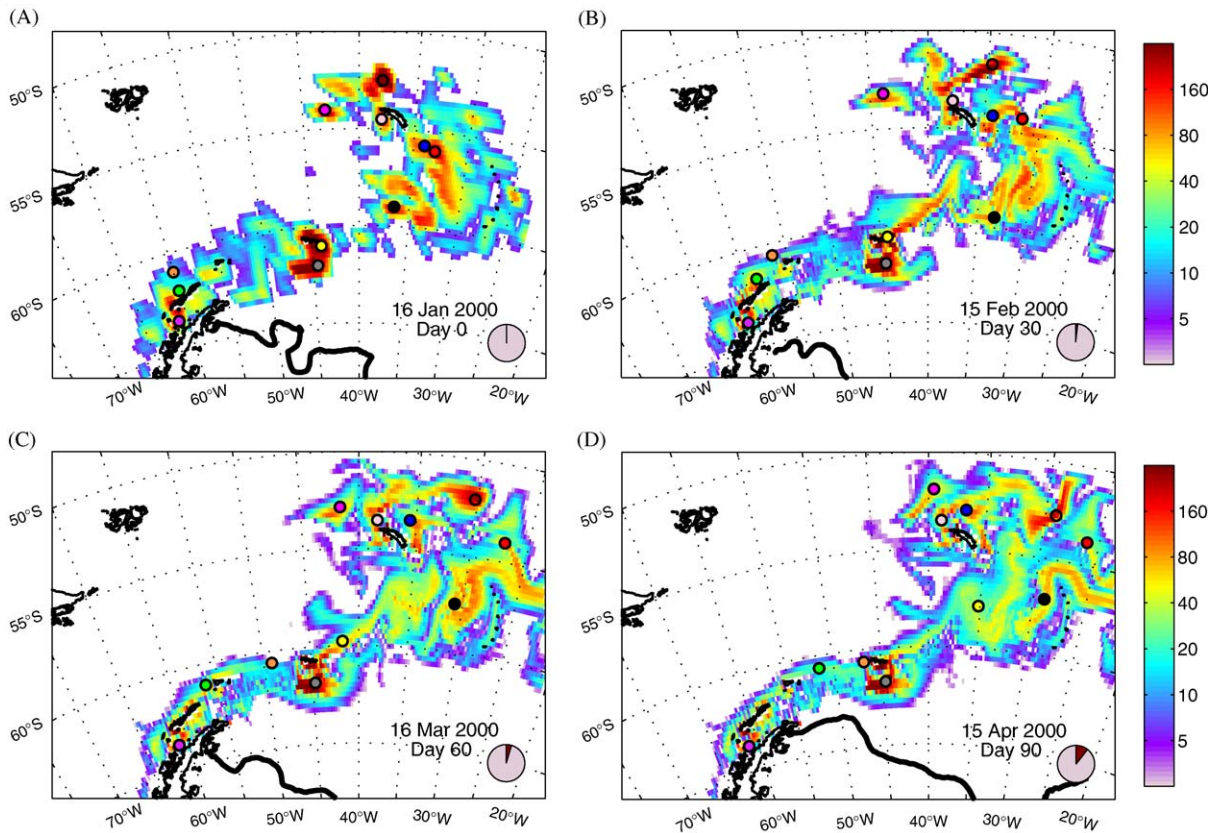 (A)
50°S
55°S
60°S
16 Jan 2000
Day 0
70°W
60°W
50°W
40°W
30°W
20°W
(B)
50°S
55°S
60°S
15 Feb 2000
Day 30
70°W
60°W
50°W
40°W
30°W
20°W
160
80
40
20
10
5
(C)
50°S
55°S
60°S
16 Mar 2000
Day 60
70°W
60°W
50°W
40°W
30°W
20°W
(D)
50°S
55°S
60°S
15 Apr 2000
Day 90
70°W
60°W
50°W
40°W
30°W
20°W
160
80
40
20
10
5